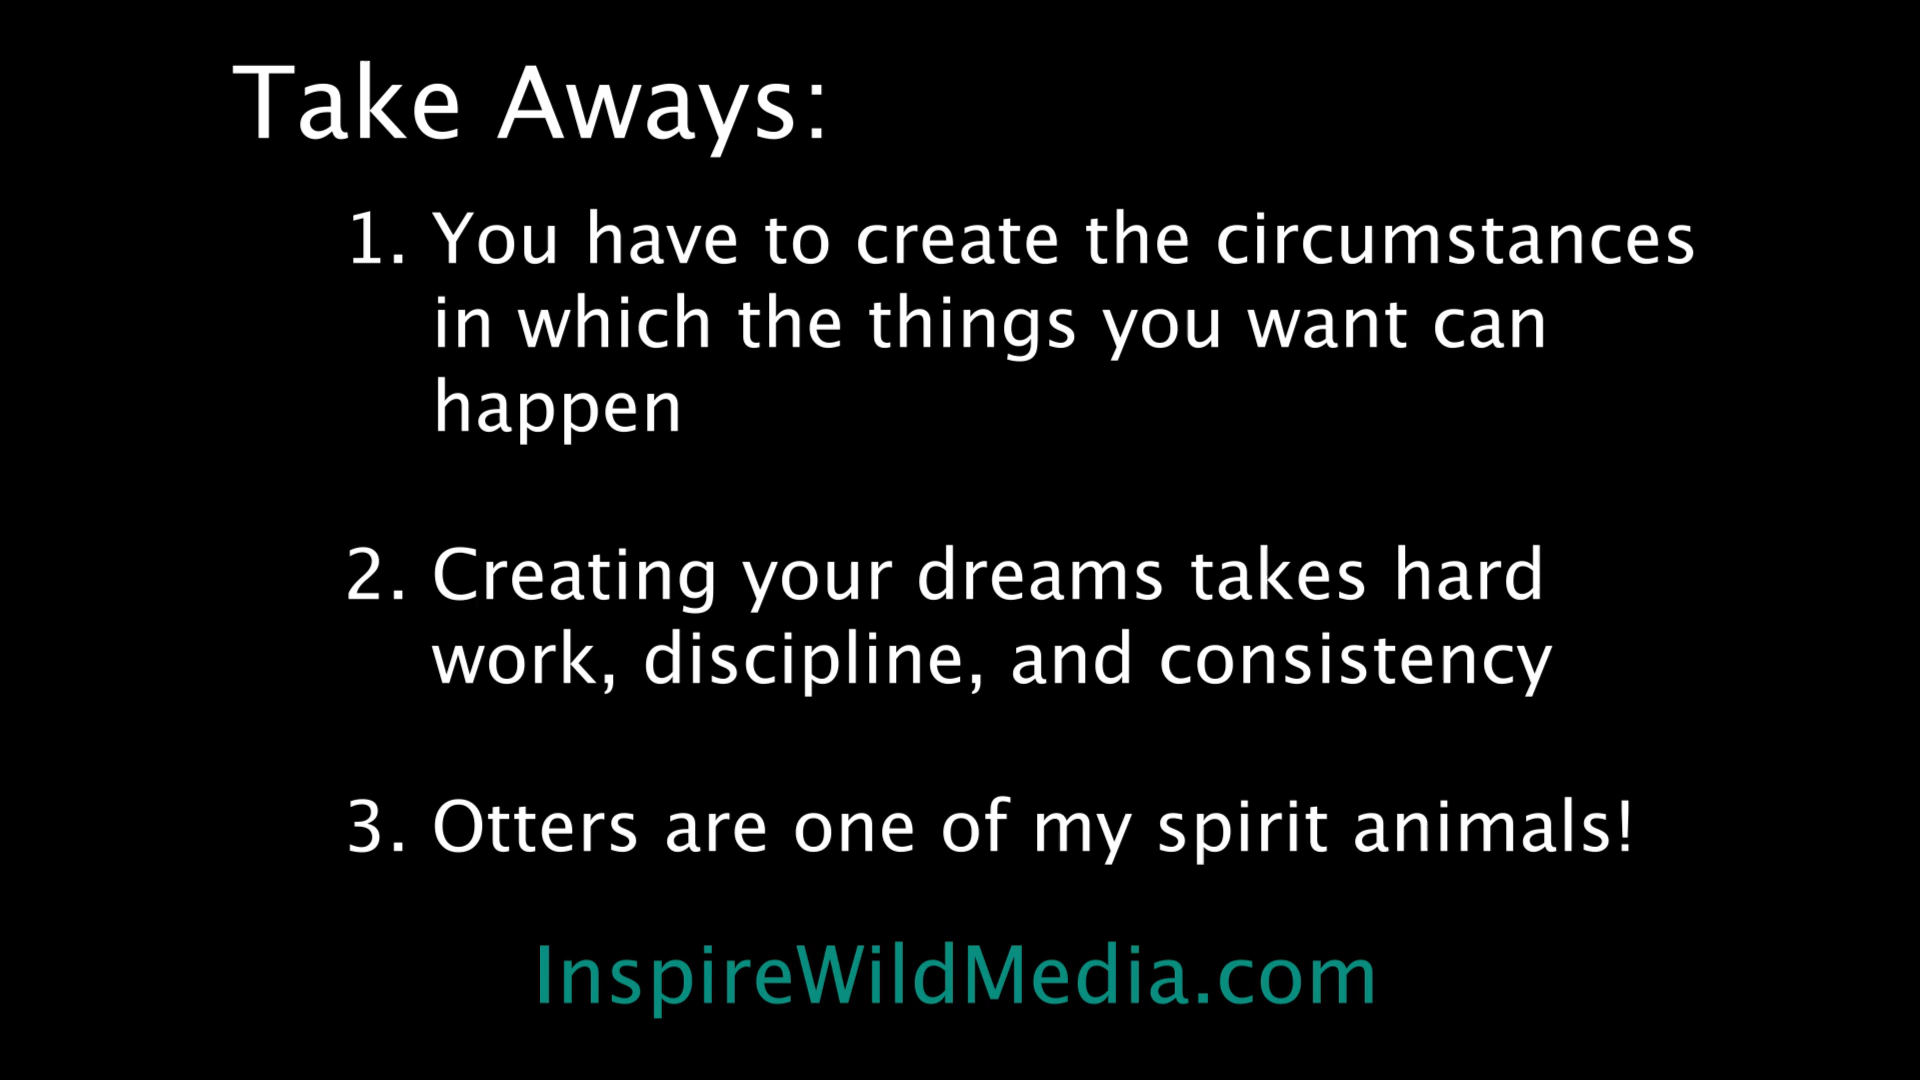 Take Aways:
1. You have to create the circumstances
in which the things you want can
happen
2. Creating your dreams takes hard
work, discipline, and consistency
3. Otters are one of my spirit animals!
InspireWildMedia.com